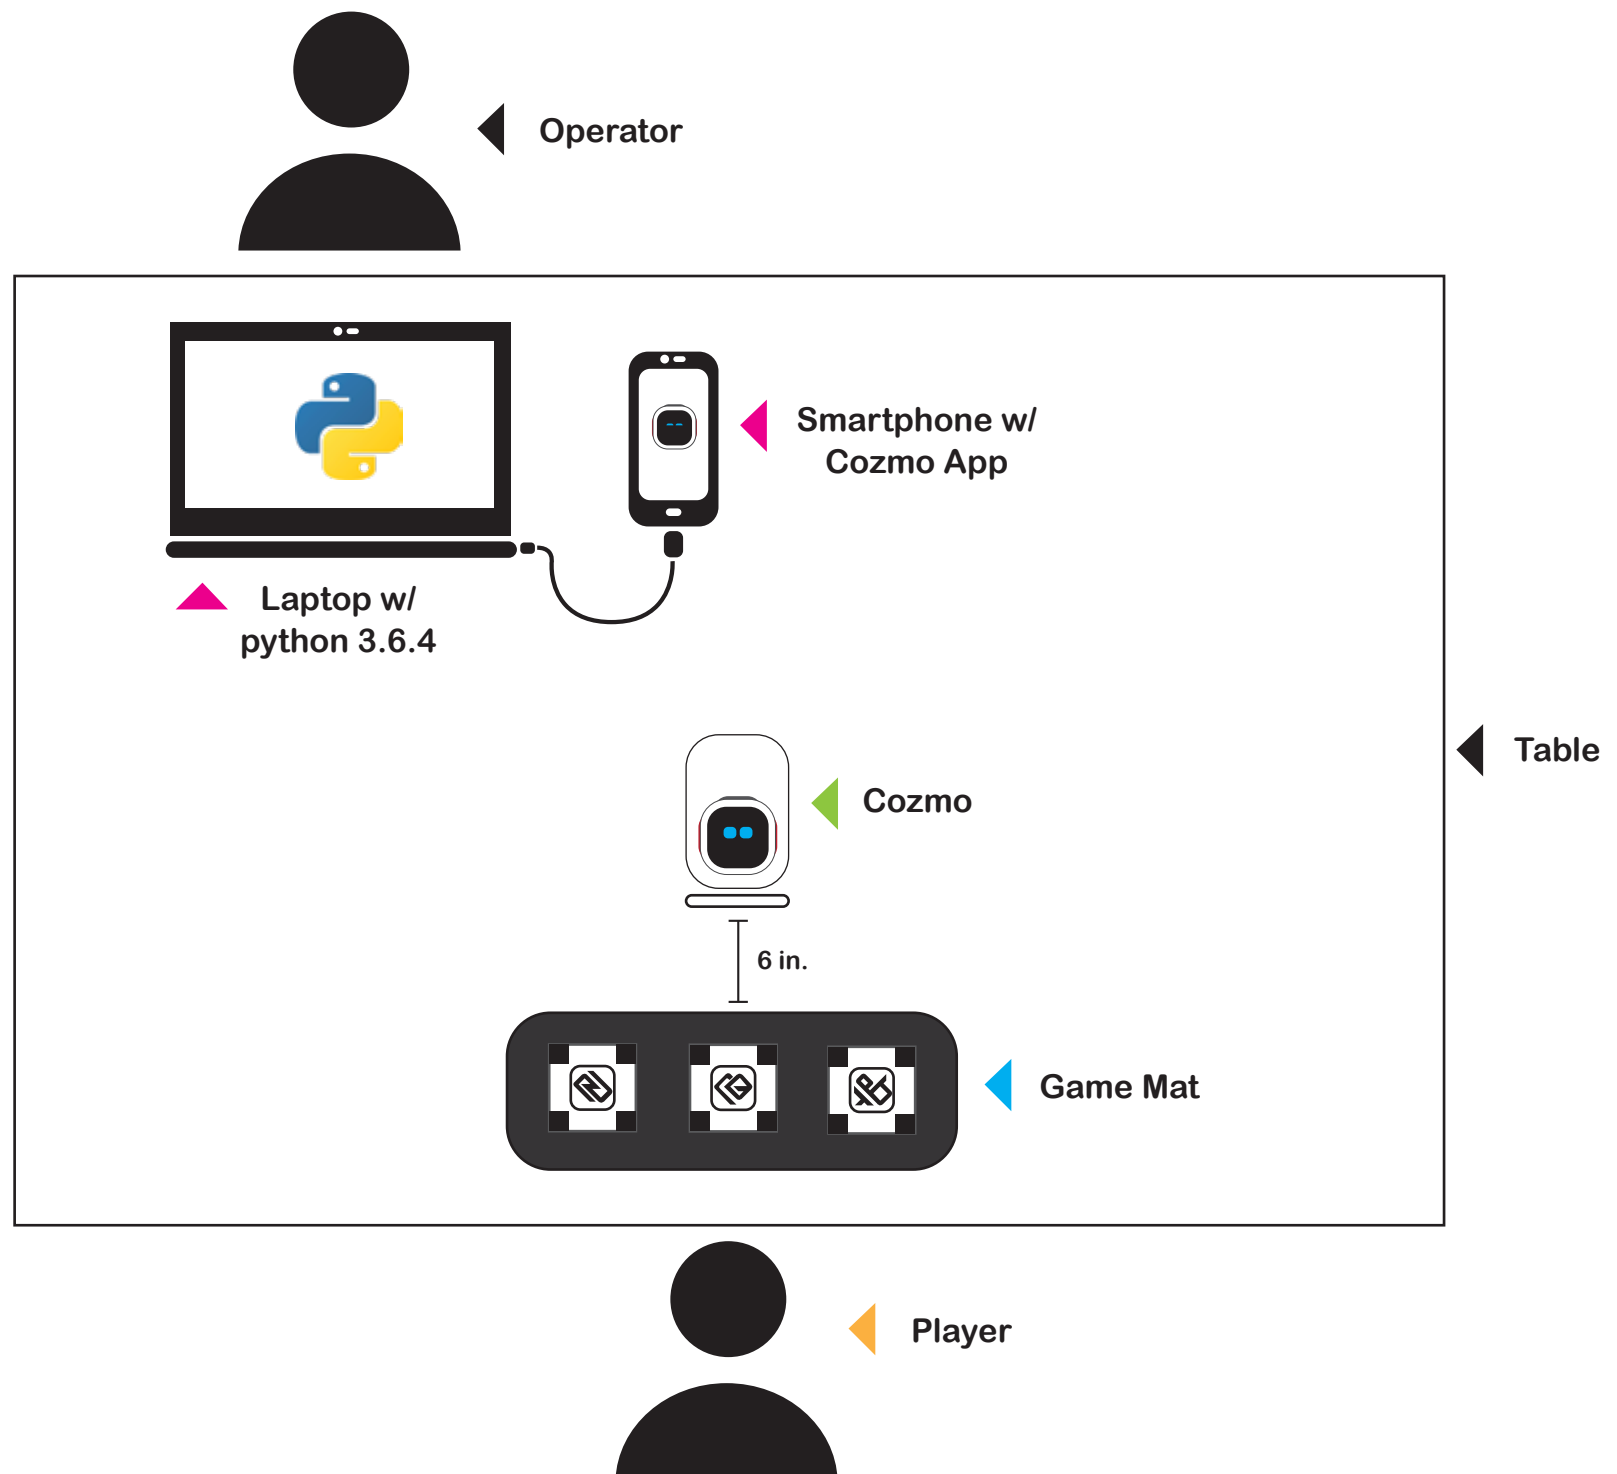 Operator
Smartphone w/
Cozmo App
Laptop w/
python 3.6.4
Table
Cozmo
6 in.
Game Mat
Player